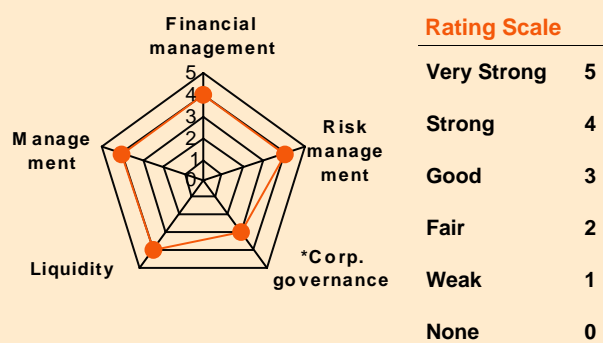 Financial
management
5
4
3
2
1
0
Risk
manage
ment
*Corp.
governance
Liquidity
Manage
ment
Rating Scale
Very Strong 5
Strong 4
Good 3
Fair 2
Weak 1
None 0